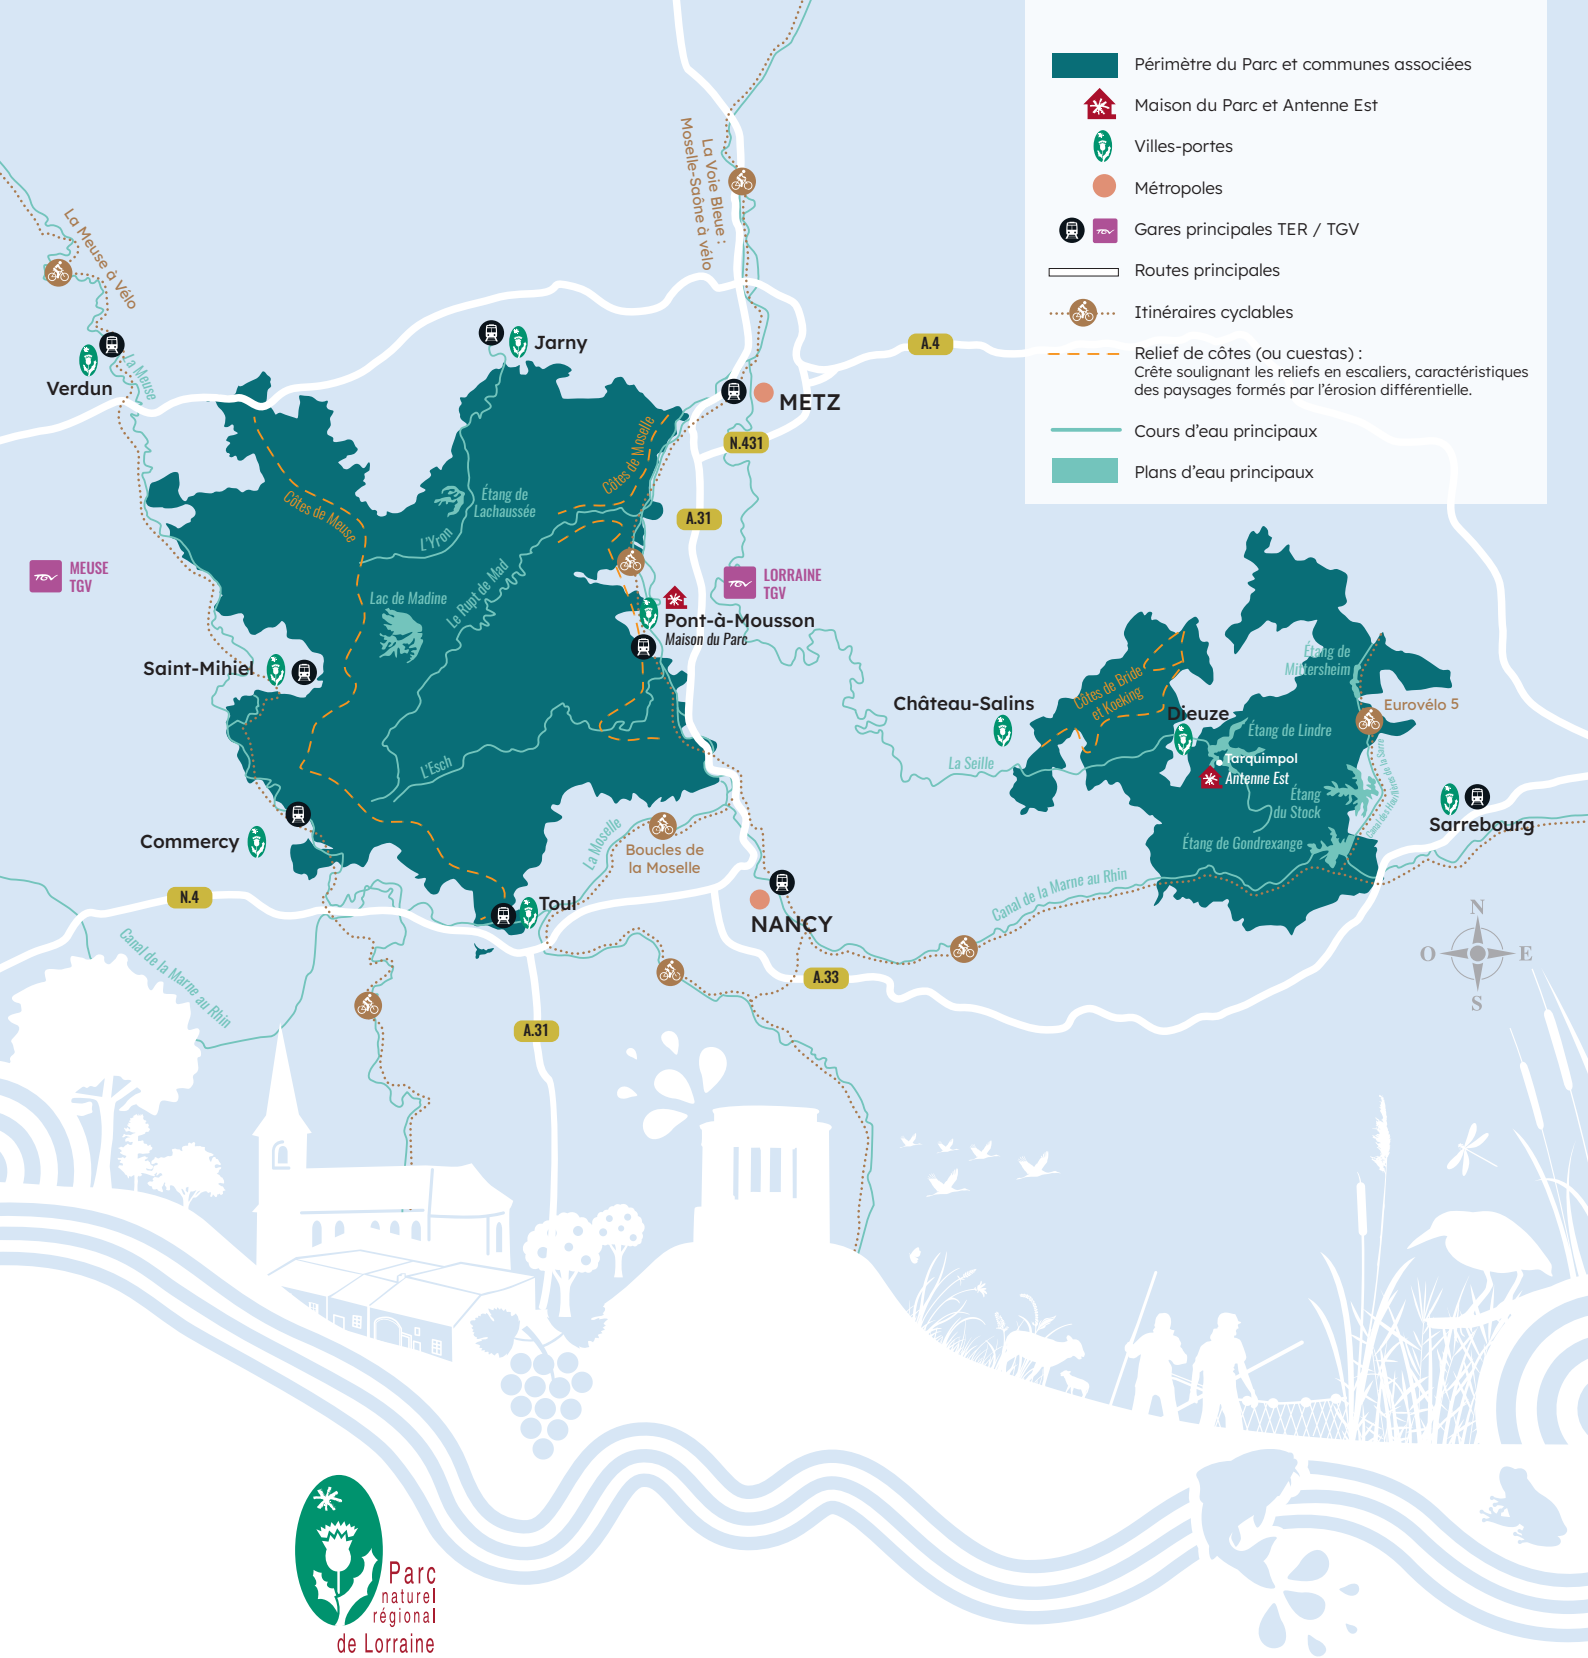 Périmètre du Parc et communes associées
Maison du Parc et Antenne Est
Villes-portes
Métropoles
TGV
Gares principales TER / TGV
Routes principales
Itinéraires cyclables
Relief de côtes (ou cuestas) :
Crête soulignant les reliefs en escaliers, caractéristiques
des paysages formés par l'érosion différentielle.
Cours d'eau principaux
Plans d'eau principaux
La Voie Bleue :
Moselle-Saône à vélo
La Meuse à Vélo
La Meuse
Verdun
Jarny
A.4
METZ
N.431
Côtes de Moselle
Côtes de Meuse
Étang de
Lachaussée
A.31
L'Yron
TGV
MEUSE
TGV
TGV
LORRAINE
TGV
Le Rupt de Mad
Lac de Madine
Pont-à-Mousson
Maison du Parc
Saint-Mihiel
Étang de
Mittersheim
Côtes de Bride
et Koeking
Château-Salins
Dieuze
Eurovélo 5
Étang de Lindre
La Seille
Tarquimpol
Antenne Est
L'Esch
Étang
du Stock
Sarrebourg
Étang de Gondrexange
Commercy
La Moselle
Boucles de
la Moselle
N.4
Toul
NANCY
Canal de la Marne au Rhin
Canal de la Marne au Rhin
A.33
A.31
N
O
E
S
Parc
naturel
régional
de Lorraine